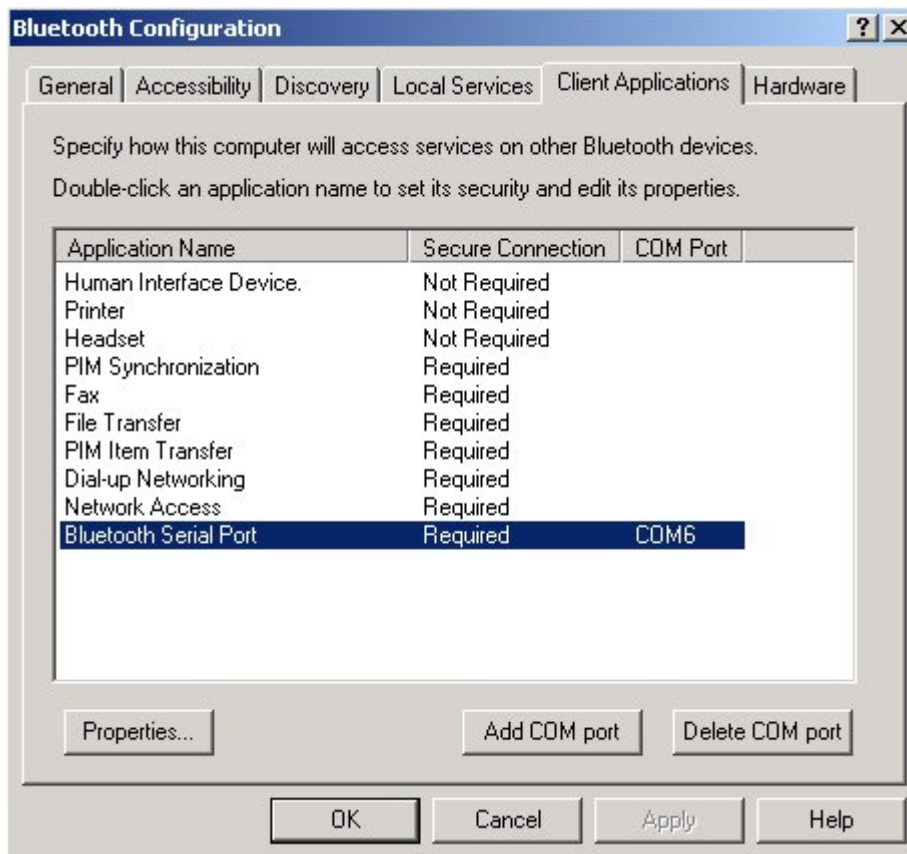 Bluetooth Configuration
General Accessibility Discovery Local Services Client Applications Hardware
Specify how this computer will access services on other Bluetooth devices.
Double-click an application name to set its security and edit its properties.
Application Name Secure Connection COM Port
Human Interface Device. Not Required
Printer Not Required
Headset Not Required
PIM Synchronization Required
Fax Required
File Transfer Required
PIM Item Transfer Required
Dial-up Networking Required
Network Access Required
Bluetooth Serial Port Required COM6
Properties... Add COM port Delete COM port
OK Cancel Apply Help